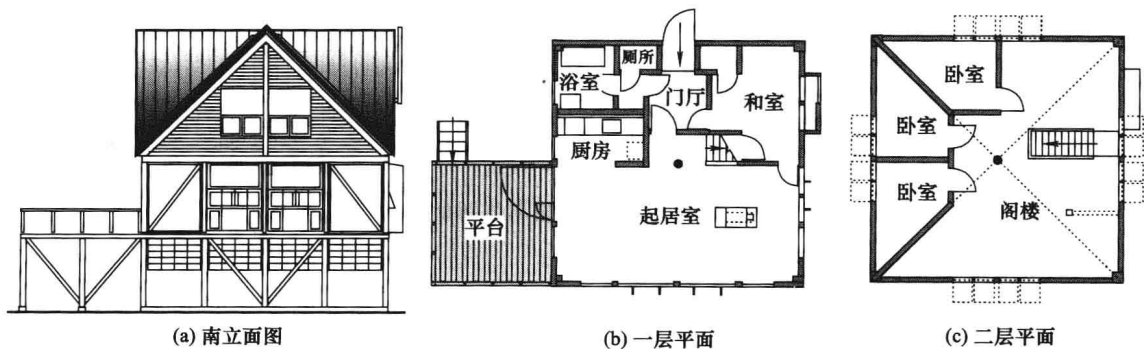 厕所
浴室
门厅
和室
厨房
平台
起居室
卧室
卧室
卧室
阁楼
(a) 南立面图
(b) 一层平面
(c) 二层平面